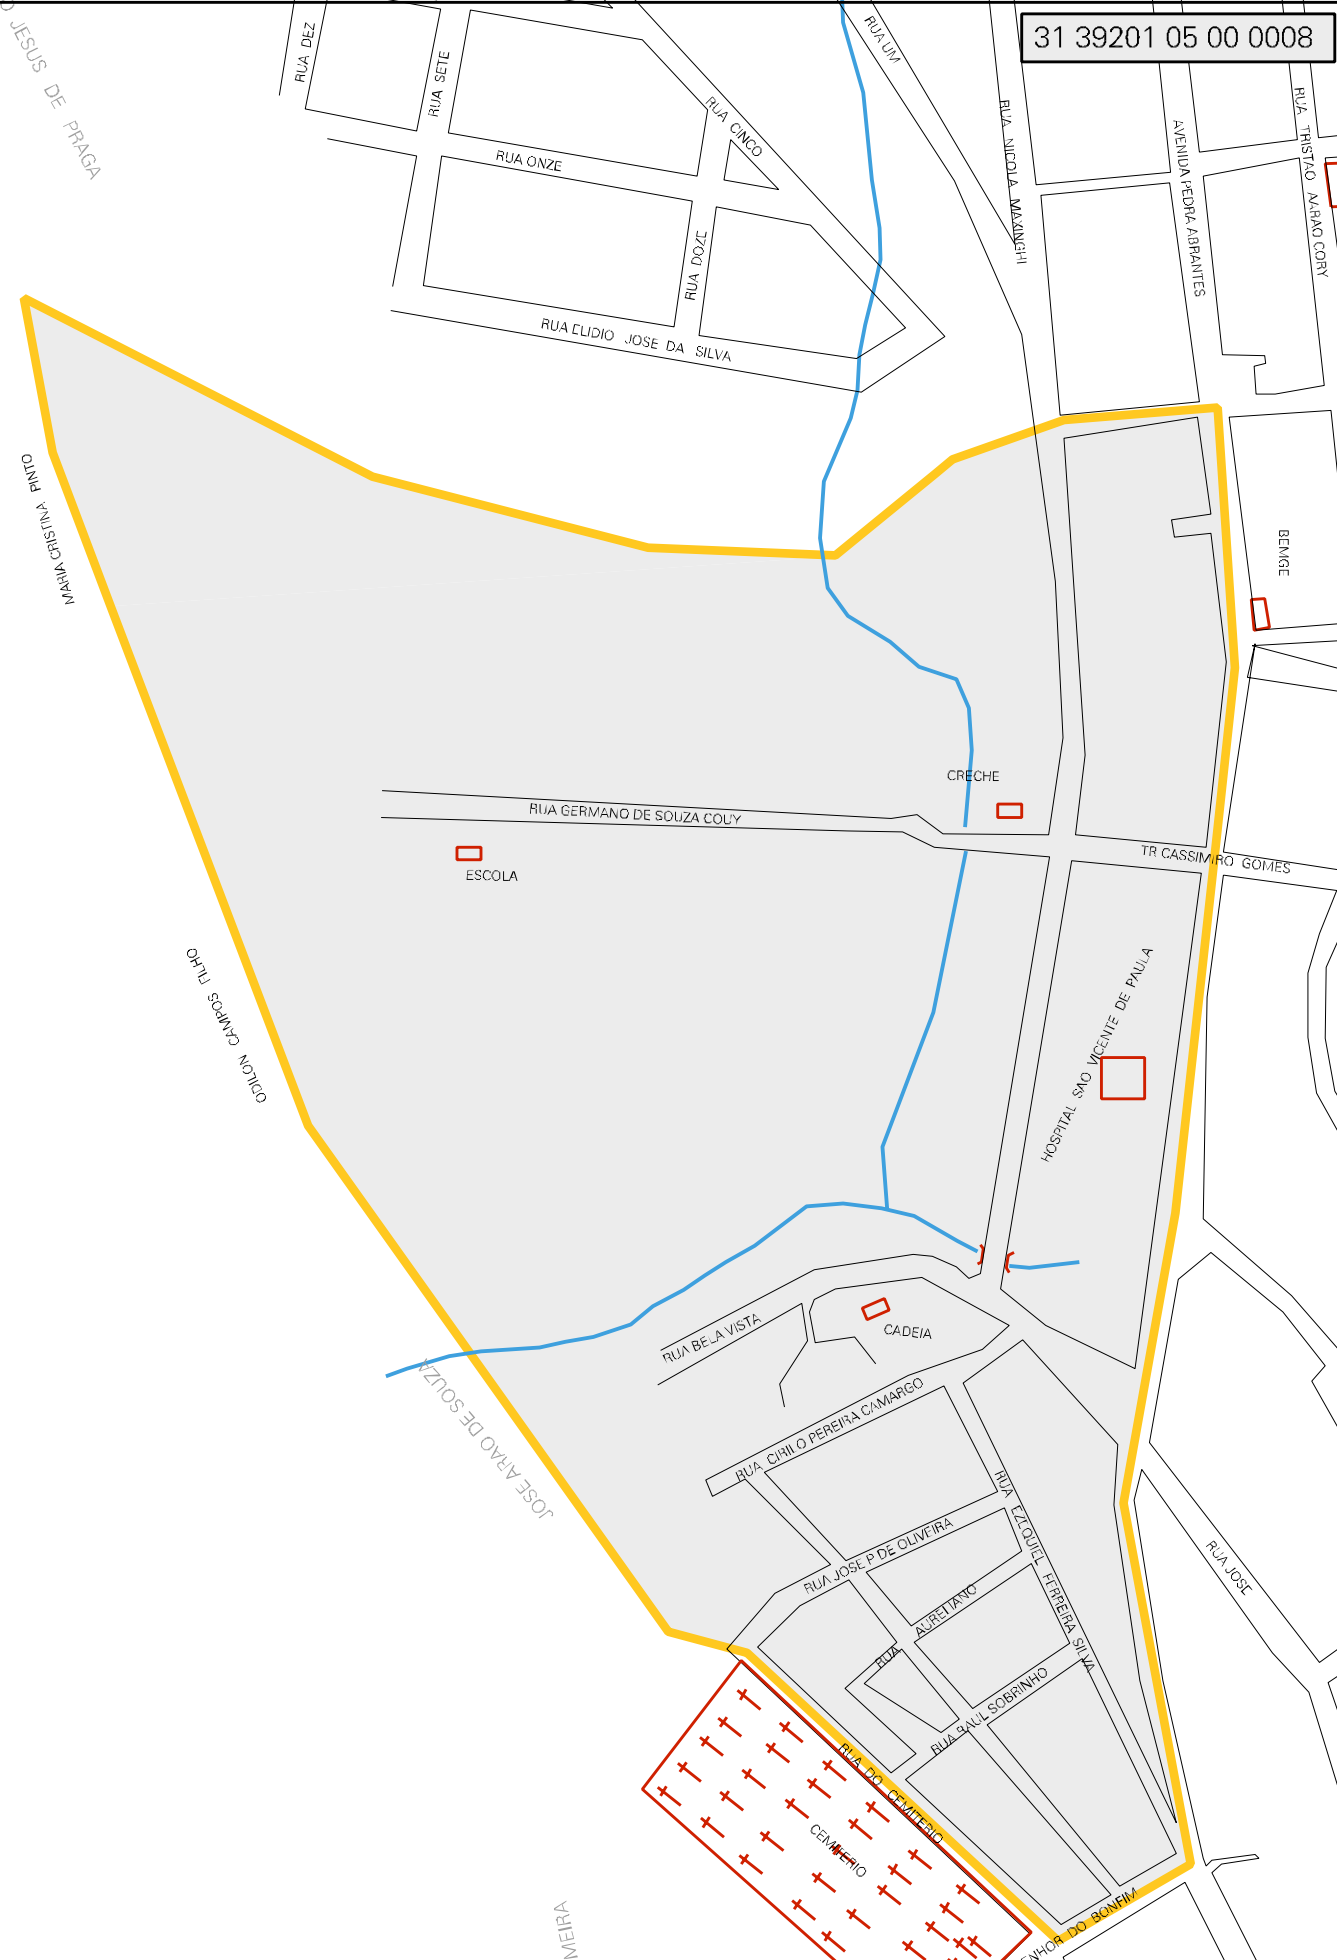 31 39201 05 00 0008
JESUS DE PRAGA
RUA DEZ
RUA SETE
RUA CINCO
RUA UM
RUA NICOLA MAXINGHI
AVENIDA PEDRA ABRANTES
RUA TRISTAO AARAO CORY
RUA ONZE
RUA DOZE
RUA ELIDIO JOSE DA SILVA
MARIA CRISTINA PINTO
BEMGE
CRECHE
RUA GERMANO DE SOUZA COUY
TR CASSIMIRO GOMES
ESCOLA
ODILON CAMPOS FILHO
HOSPITAL SAO VICENTE DE PAULA
RUA BELA VISTA
CADEIA
JOSE ARAO DE SOUZA
RUA CIRILO PEREIRA CAMARGO
RUA EZEQUIEL FERREIRA SILVA
RUA JOSE P DE OLIVEIRA
RUA JOSE
RUA AURELIANO
RUA RAUL SOBRINHO
RUA DO CEMITERIO
CEMITERIO
MEIRA
NHOR DO BONFIM